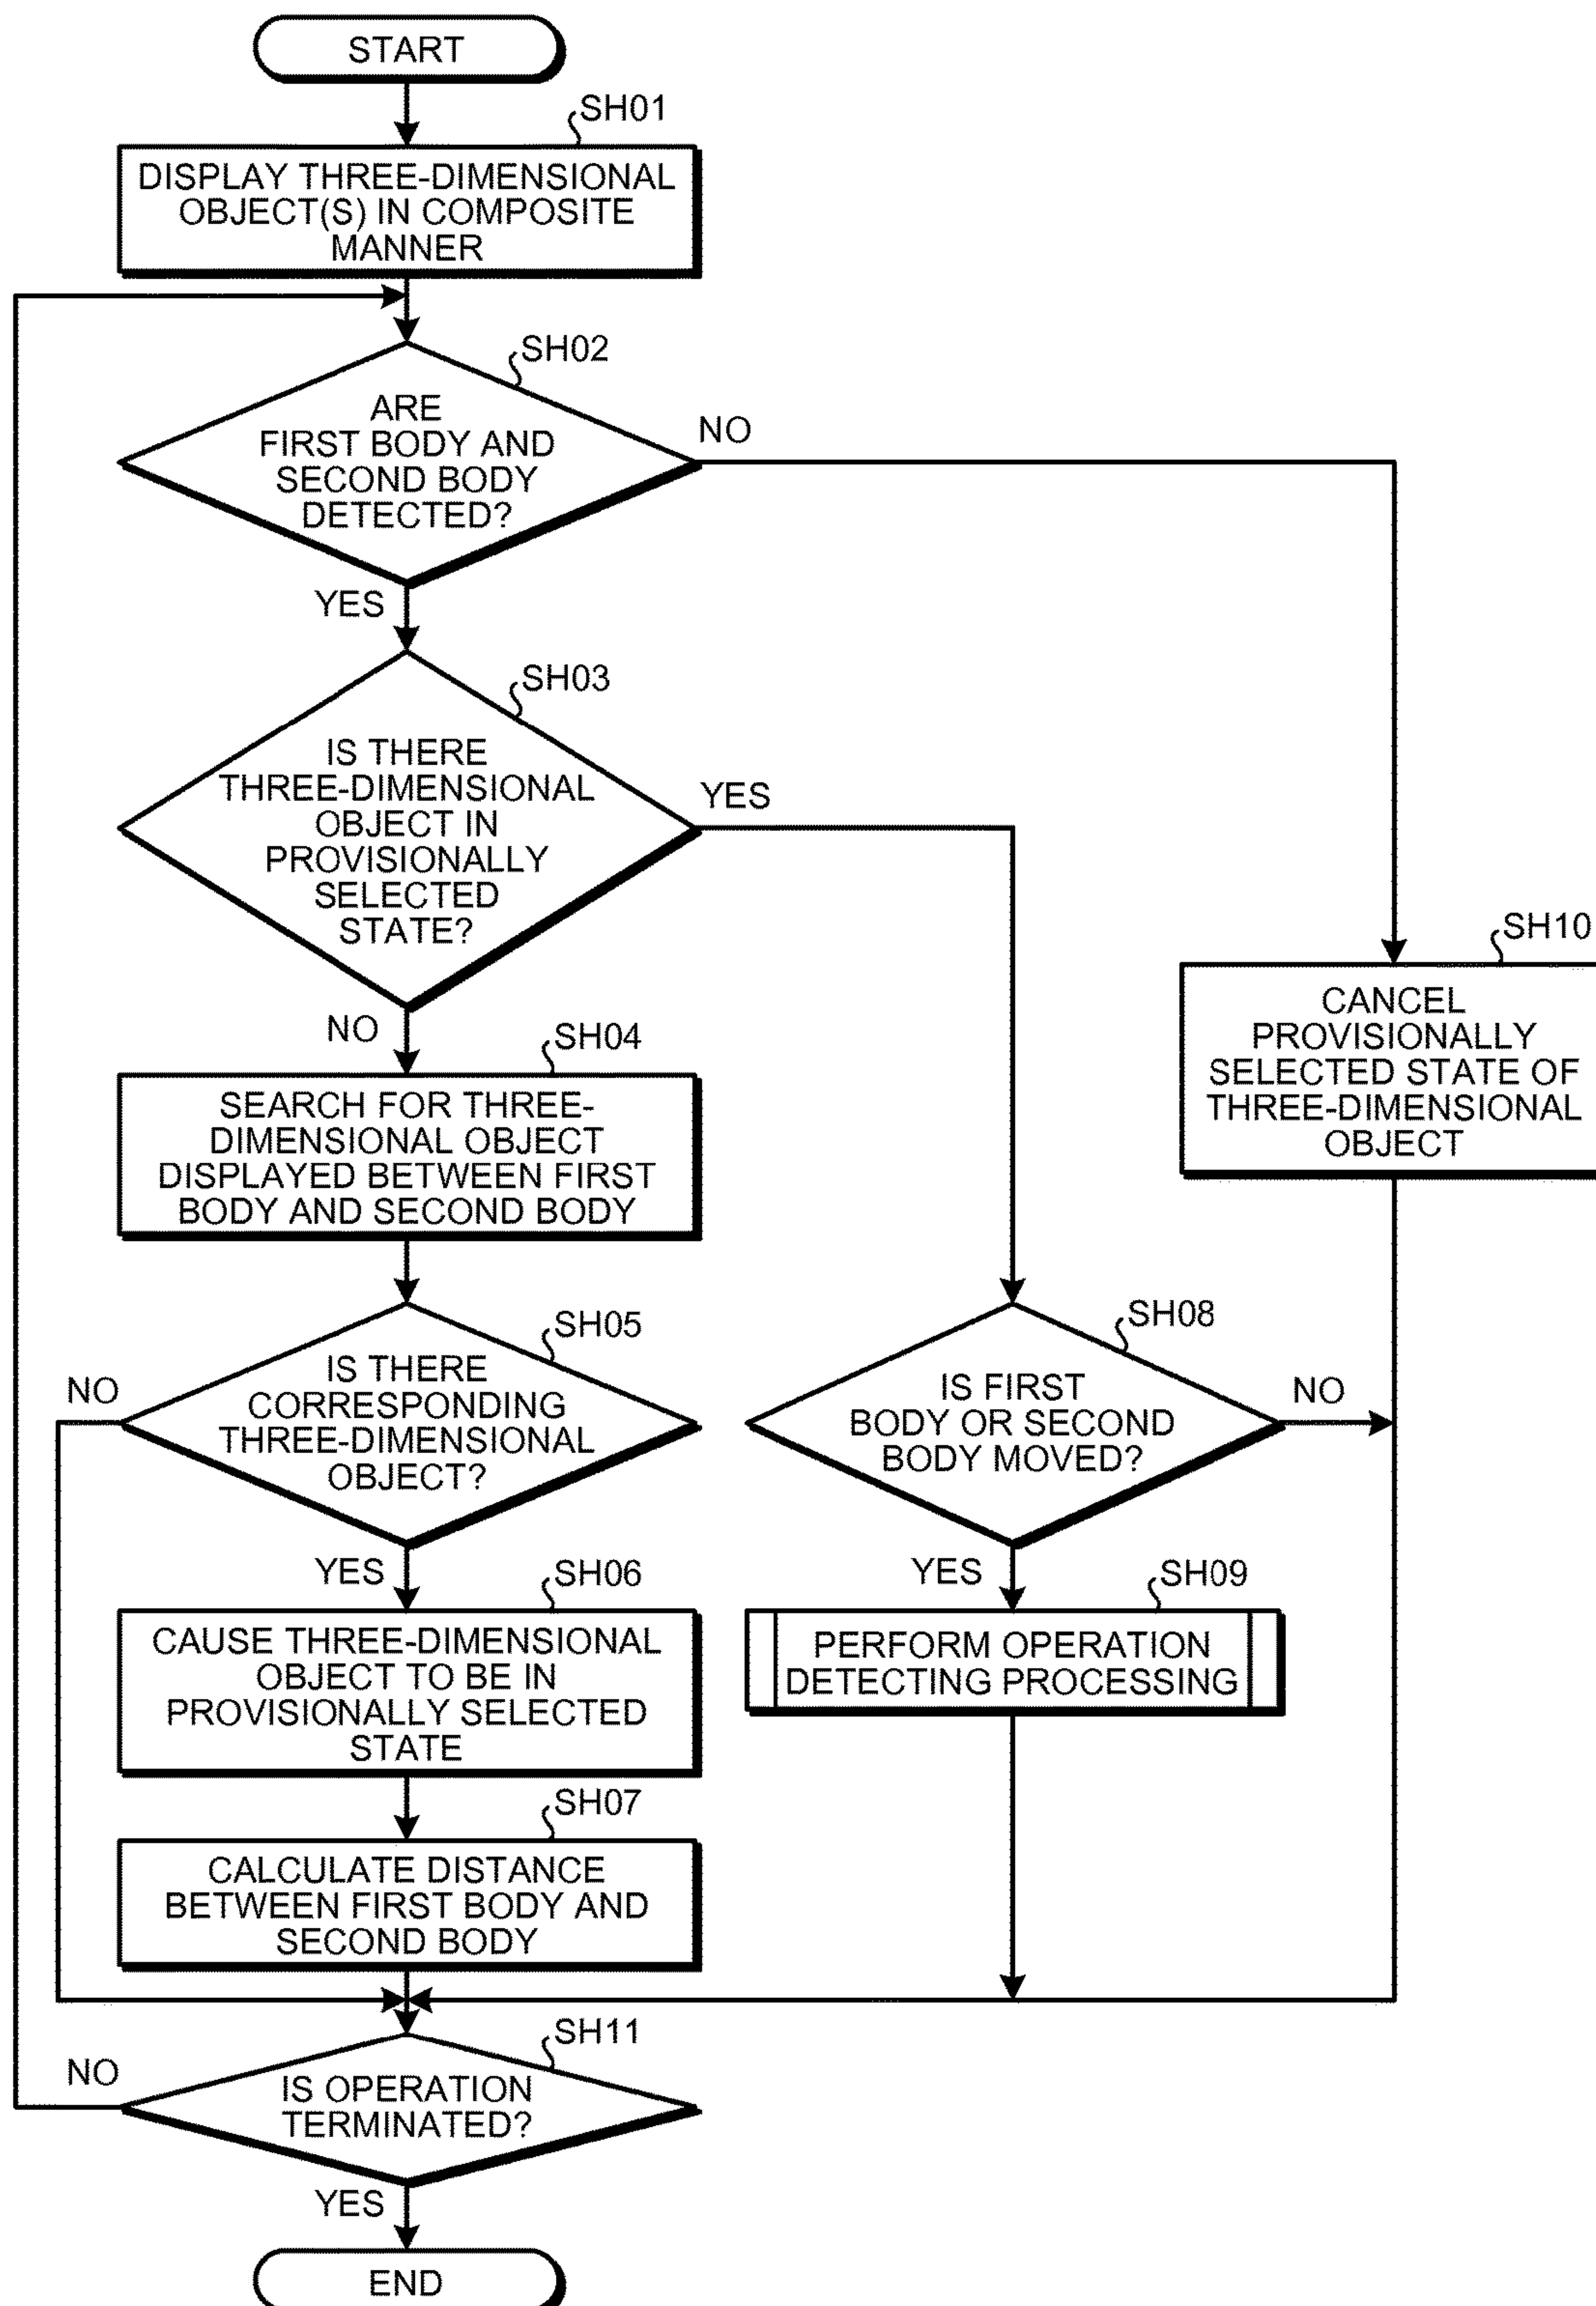 START
SH01
DISPLAY THREE-DIMENSIONAL
OBJECT(S) IN COMPOSITE
MANNER
SH02
ARE
FIRST BODY AND
SECOND BODY
DETECTED?
NO
YES
SH03
IS THERE
THREE-DIMENSIONAL
OBJECT IN
PROVISIONALLY
SELECTED
STATE?
YES
NO
SH10
CANCEL
PROVISIONALLY
SELECTED STATE OF
THREE-DIMENSIONAL
OBJECT
SH04
SEARCH FOR THREE-
DIMENSIONAL OBJECT
DISPLAYED BETWEEN FIRST
BODY AND SECOND BODY
SH05
IS THERE
CORRESPONDING
THREE-DIMENSIONAL
OBJECT?
NO
YES
SH08
IS FIRST
BODY OR SECOND
BODY MOVED?
NO
YES
SH06
CAUSE THREE-DIMENSIONAL
OBJECT TO BE IN
PROVISIONALLY SELECTED
STATE
SH09
PERFORM OPERATION
DETECTING PROCESSING
SH07
CALCULATE DISTANCE
BETWEEN FIRST BODY AND
SECOND BODY
SH11
IS OPERATION
TERMINATED?
NO
YES
END